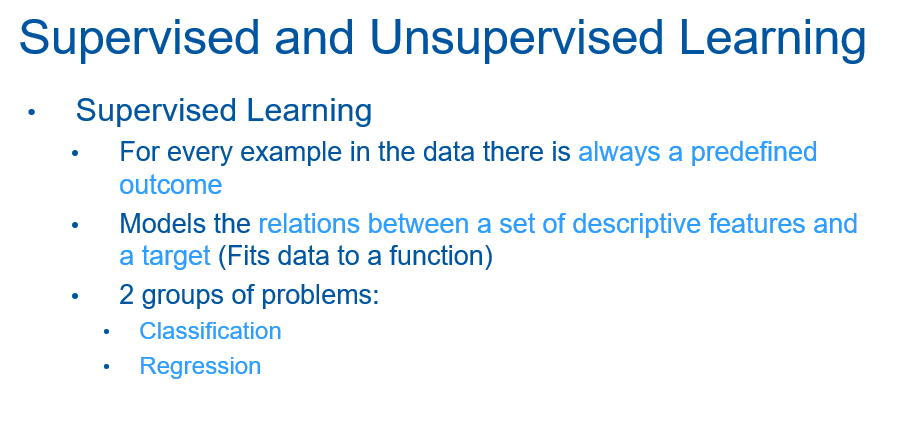 Supervised and Unsupervised Learning
• Supervised Learning
• For every example in the data there is always a predefined
outcome
• Models the relations between a set of descriptive features and
a target (Fits data to a function)
• 2 groups of problems:
• Classification
• Regression